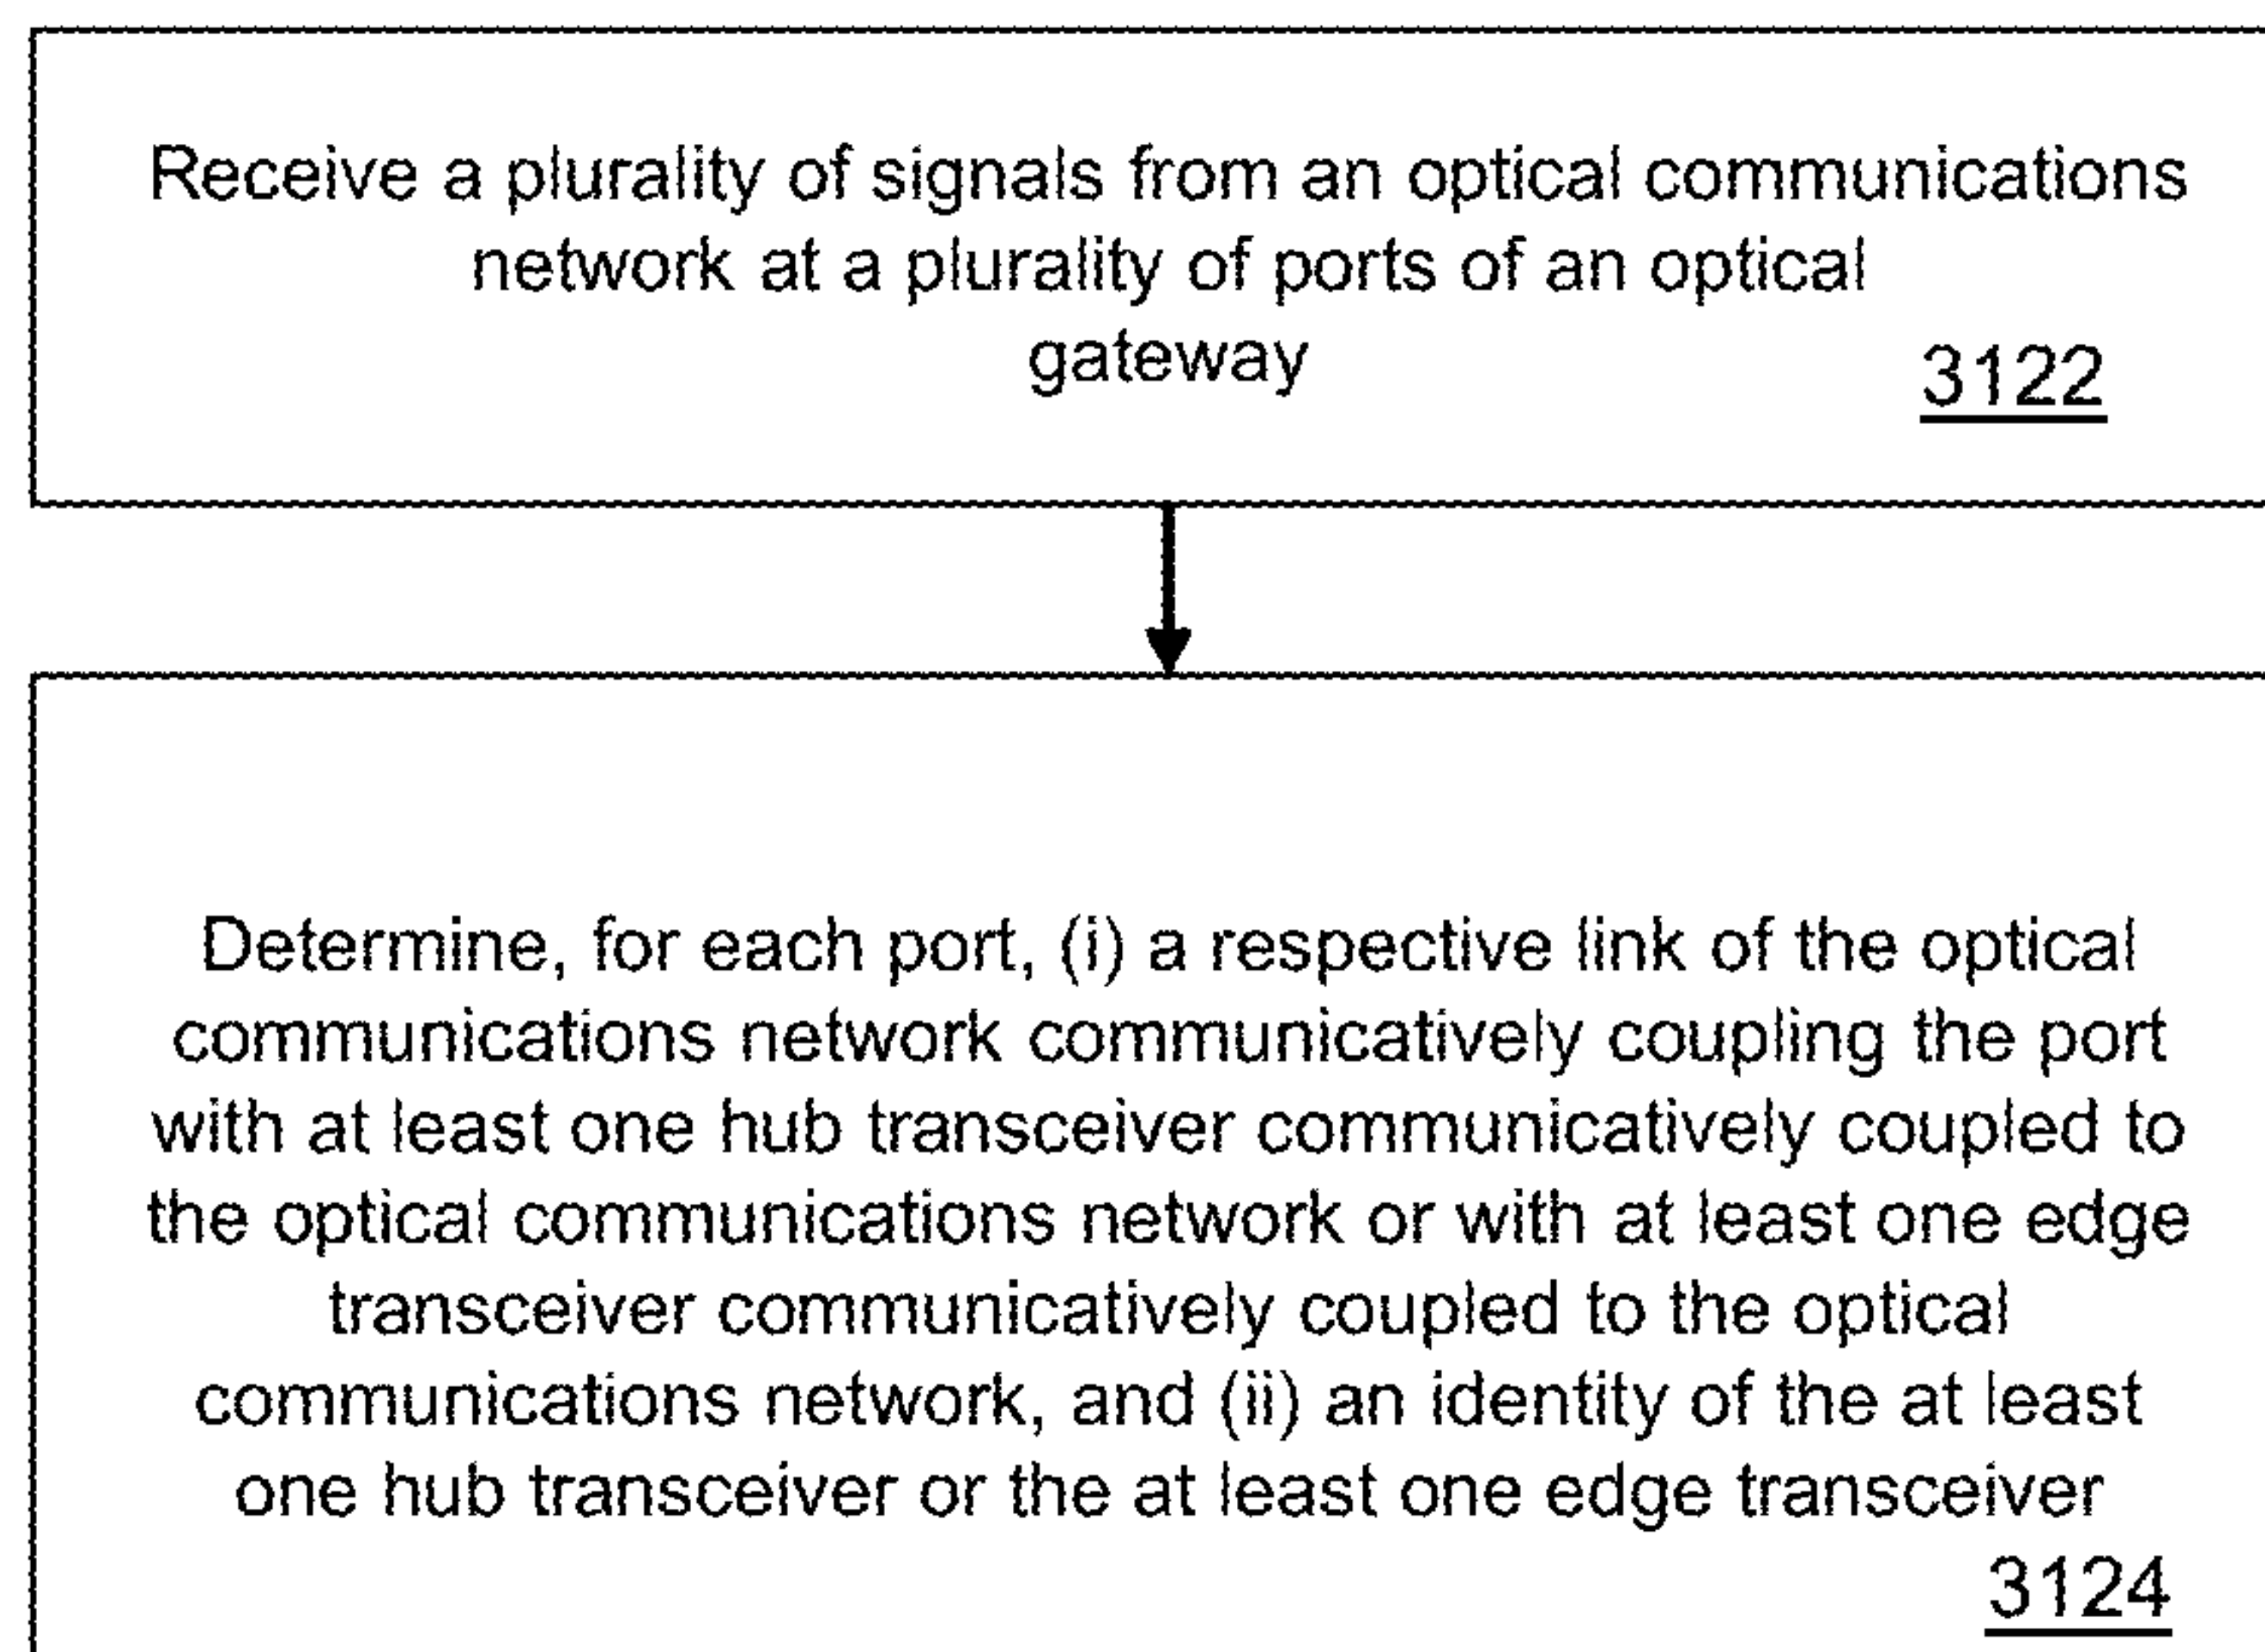 Receive a plurality of signals from an optical communications
network at a plurality of ports of an optical
gateway
3122
Determine, for each port, (i) a respective link of the optical
communications network communicatively coupling the port
with at least one hub transceiver communicatively coupled to
the optical communications network or with at least one edge
transceiver communicatively coupled to the optical
communications network, and (ii) an identity of the at least
one hub transceiver or the at least one edge transceiver
3124